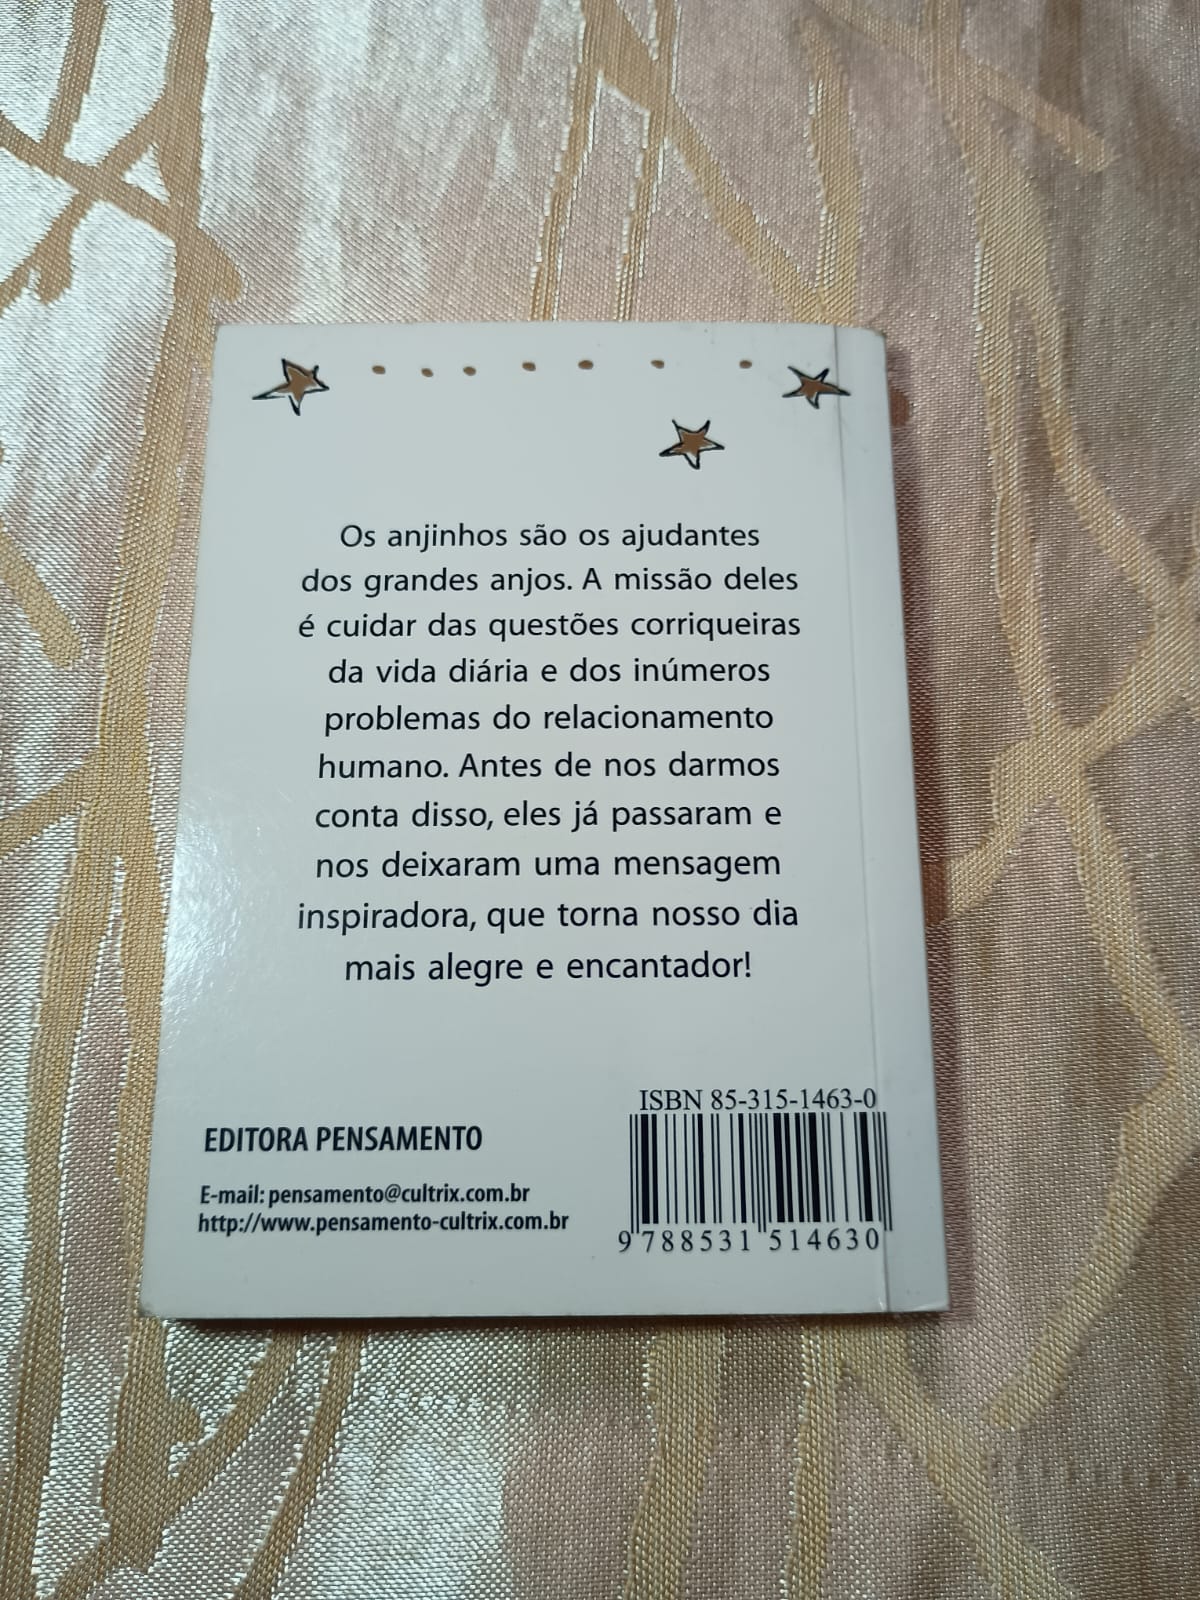 Os anjinhos são os ajudantes
dos grandes anjos. A missão deles
é cuidar das questões corriqueiras
da vida diária e dos inúmeros
problemas do relacionamento
humano. Antes de nos darmos
conta disso, eles já passaram e
nos deixaram uma mensagem
inspiradora, que torna nosso dia
mais alegre e encantador!
EDITORA PENSAMENTO
E-mail: pensamento@cultrix.com.br
http://www.pensamento-cultrix.com.br
ISBN 85-315-1463-0
9 788531 514630